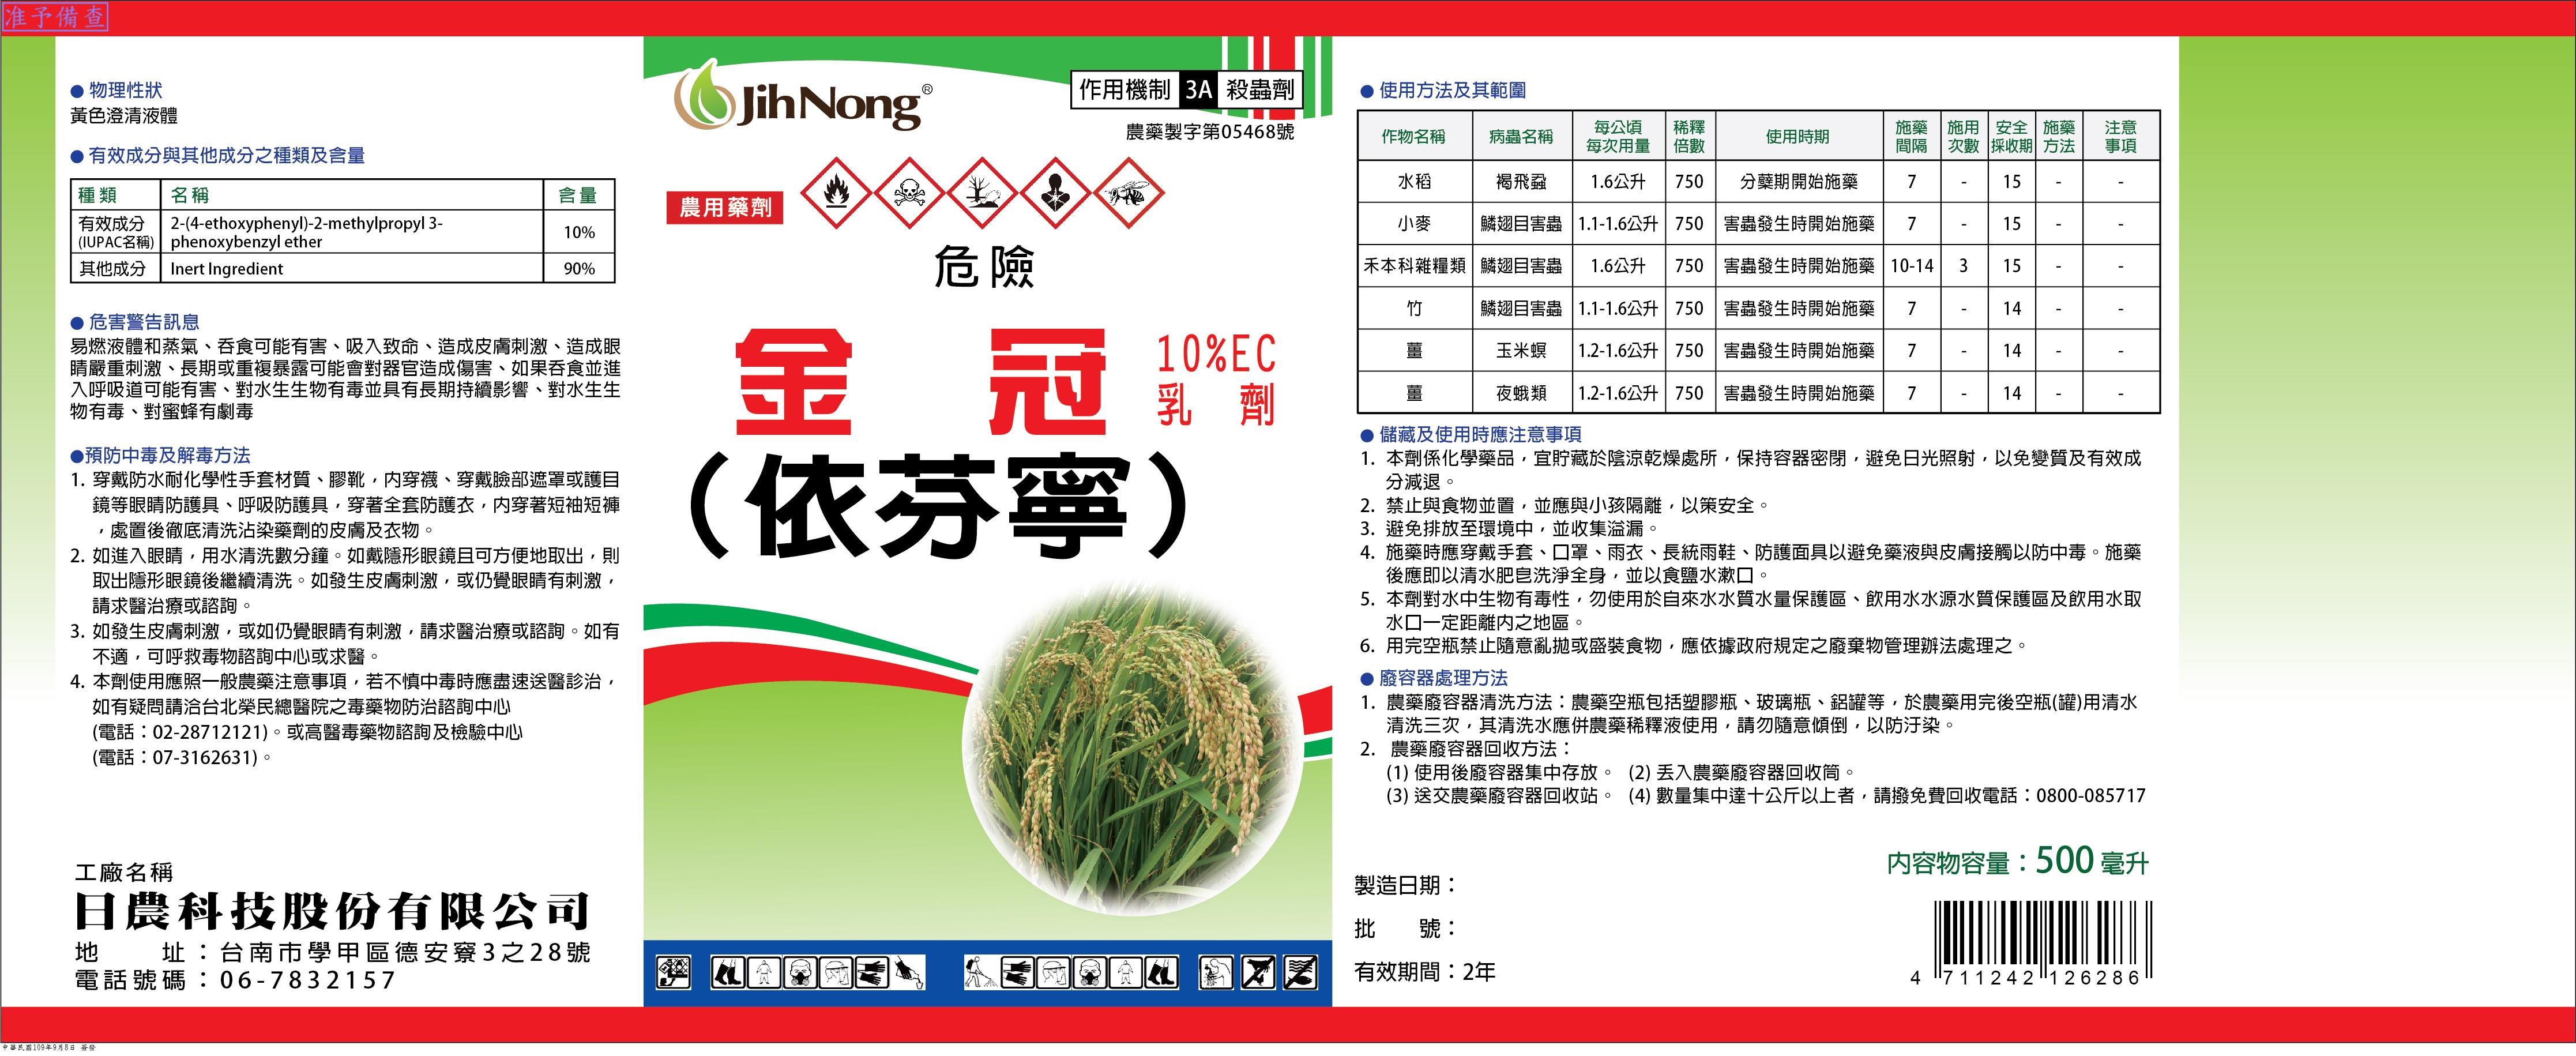 准予備查
● 物理性狀
黃色澄清液體
● 有效成分與其他成分之種類及含量
種類 名稱 含量
有效成分 (IUPAC名稱) 2-(4-ethoxyphenyl)-2-methylpropyl 3- 10%
phenoxybenzyl ether
其他成分 Inert Ingredient 90%
● 危害警告訊息
易燃液體和蒸氣、吞食可能有害、吸入致命、造成皮膚刺激、造成眼
睛嚴重刺激、長期或重複暴露可能會對器官造成傷害、如果吞食並進
入呼吸道可能有害、對水生生物有毒並具有長期持續影響、對水生生
物有毒、對蜜蜂有劇毒
●預防中毒及解毒方法
1. 穿戴防水耐化學性手套材質、膠靴，內穿襪、穿戴臉部遮罩或護目
鏡等眼睛防護具、呼吸防護具，穿著全套防護衣，內穿著短袖短褲
，處置後徹底清洗沾染藥劑的皮膚及衣物。
2. 如進入眼睛，用水清洗數分鐘。如戴隱形眼鏡且可方便地取出，則
取出隱形眼鏡後繼續清洗。如發生皮膚刺激，或仍覺眼睛有刺激，
請求醫治療或諮詢。
3. 如發生皮膚刺激，或如仍覺眼睛有刺激，請求醫治療或諮詢。如有
不適，可呼救毒物諮詢中心或求醫。
4. 本劑使用應照一般農藥注意事項，若不慎中毒時應盡速送醫診治，
如有疑問請洽台北榮民總醫院之毒藥物防治諮詢中心
(電話：02-28712121)。或高醫毒藥物諮詢及檢驗中心
(電話：07-3162631)。
工廠名稱
日農科技股份有限公司
地 址：台南市學甲區德安寮3之28號
電話號碼：06-7832157
JihNong®
作用機制 3A 殺蟲劑
農藥製字第05468號
農用藥劑
危險
金冠
10%EC
乳劑
（依芬寧）
● 使用方法及其範圍
作物名稱 病蟲名稱 每公頃每次用量 稀釋倍數 使用時期 施藥間隔 施用次數 安全採收期 施藥方法 注意事項
水稻 褐飛蝨 1.6公升 750 分蘗期開始施藥 7 - 15 - -
小麥 鱗翅目害蟲 1.1-1.6公升 750 害蟲發生時開始施藥 7 - 15 - -
禾本科雜糧類 鱗翅目害蟲 1.6公升 750 害蟲發生時開始施藥 10-14 3 15 - -
竹 鱗翅目害蟲 1.1-1.6公升 750 害蟲發生時開始施藥 7 - 14 - -
薑 玉米螟 1.2-1.6公升 750 害蟲發生時開始施藥 7 - 14 - -
薑 夜蛾類 1.2-1.6公升 750 害蟲發生時開始施藥 7 - 14 - -
● 儲藏及使用時應注意事項
1. 本劑係化學藥品，宜貯藏於陰涼乾燥處所，保持容器密閉，避免日光照射，以免變質及有效成
分減退。
2. 禁止與食物並置，並應與小孩隔離，以策安全。
3. 避免排放至環境中，並收集溢漏。
4. 施藥時應穿戴手套、口罩、雨衣、長統雨鞋、防護面具以避免藥液與皮膚接觸以防中毒。施藥
後應即以清水肥皂洗淨全身，並以食鹽水漱口。
5. 本劑對水中生物有毒性，勿使用於自來水水質水量保護區、飲用水水源水質保護區及飲用水取
水口一定距離內之地區。
6. 用完空瓶禁止隨意亂拋或盛裝食物，應依據政府規定之廢棄物管理辦法處理之。
● 廢容器處理方法
1. 農藥廢容器清洗方法：農藥空瓶包括塑膠瓶、玻璃瓶、鋁罐等，於農藥用完後空瓶(罐)用清水
清洗三次，其清洗水應併農藥稀釋液使用，請勿隨意傾倒，以防汙染。
2. 農藥廢容器回收方法：
(1) 使用後廢容器集中存放。 (2) 丟入農藥廢容器回收筒。
(3) 送交農藥廢容器回收站。 (4) 數量集中達十公斤以上者，請撥免費回收電話：0800-085717
內容物容量：500 毫升
製造日期：
批 號：
有效期間：2年
4 711242 126286
中華民國109年9月8日 簽發